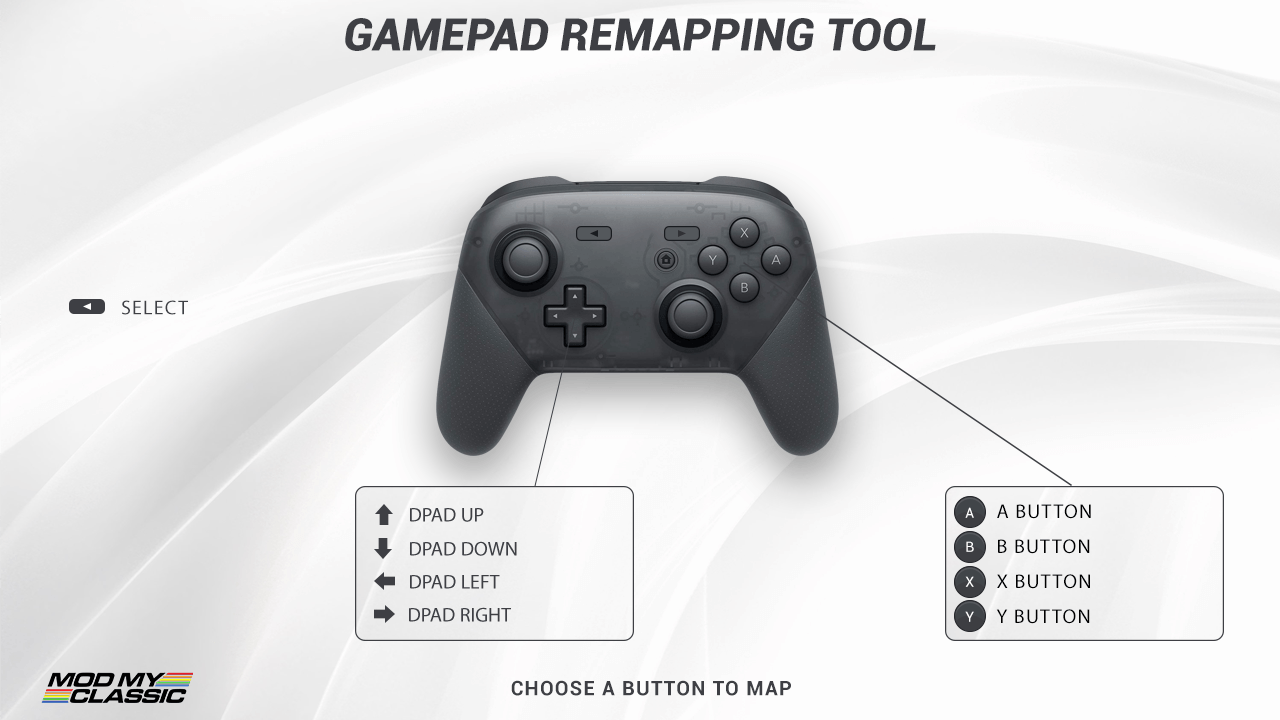 GAMEPAD REMAPPING TOOL
X
Y
A
B
SELECT
DPAD UP
DPAD DOWN
DPAD LEFT
DPAD RIGHT
A A BUTTON
B B BUTTON
X X BUTTON
Y Y BUTTON
MOD MY
CLASSIC
CHOOSE A BUTTON TO MAP